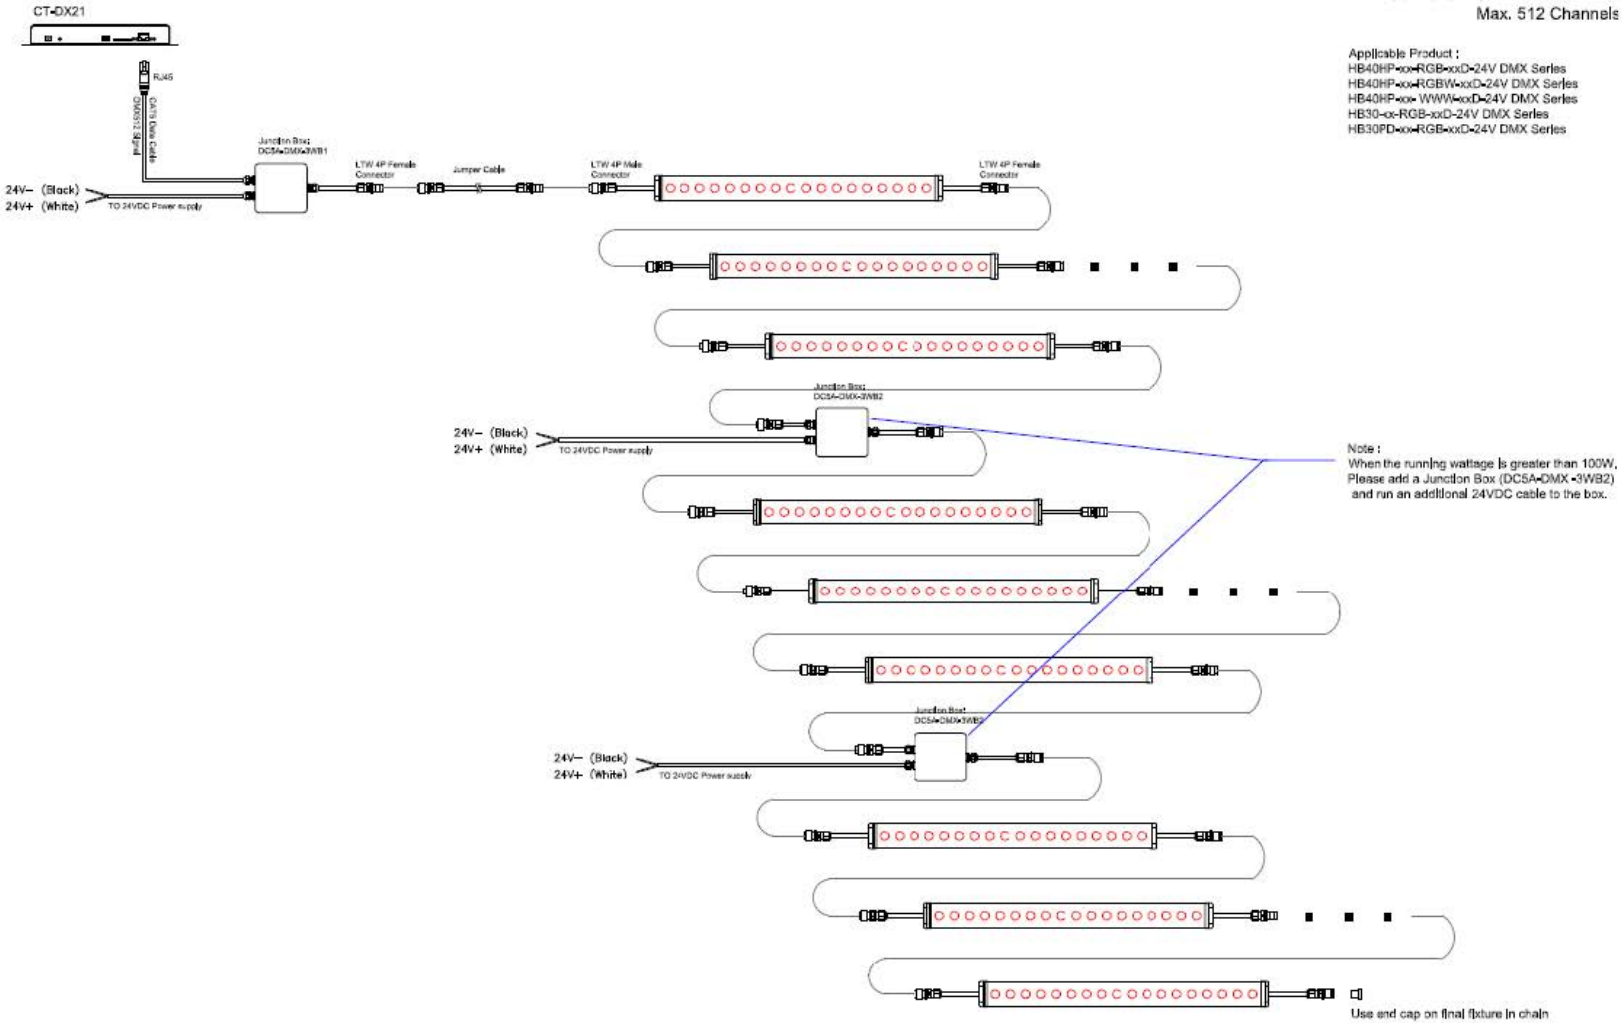 CT-DX21
Max. 512 Channels
Applicable Product :
HB40HP-xx-RGB-xxD-24V DMX Series
HB40HP-xx-RGBW-xxD-24V DMX Series
HB40HP-xx- WWW-xxD-24V DMX Series
HB30-xx-RGB-xxD-24V DMX Series
HB30PD-xx-RGB-xxD-24V DMX Series
RJ45
CAT5 Data Cable
DMX512 Signal
Junction Box:
DC5A-DMX-3WB1
LTW 4P Female
Connector
Jumper Cable
LTW 4P Male
Connector
LTW 4P Female
Connector
24V- (Black)
24V+ (White)
TO 24VDC Power supply
Junction Box:
DC5A-DMX-3WB2
24V- (Black)
24V+ (White)
TO 24VDC Power supply
Note :
When the running wattage is greater than 100W,
Please add a Junction Box (DC5A-DMX -3WB2)
and run an additional 24VDC cable to the box.
Junction Box:
DC5A-DMX-3WB2
24V- (Black)
24V+ (White)
TO 24VDC Power supply
Use end cap on final fixture in chain